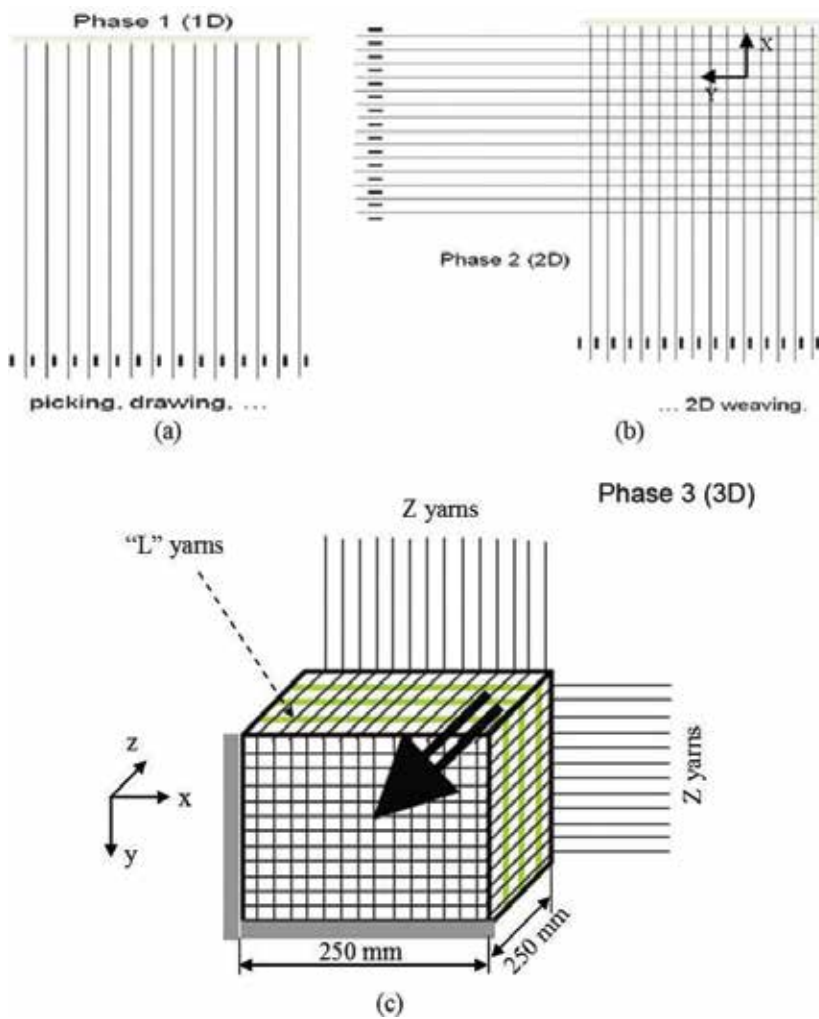 Phase 1 (1D)
picking, drawing, ...
(a)
X
Y
Phase 2 (2D)
... 2D weaving.
(b)
Phase 3 (3D)
Z yarns
“L” yarns
Z yarns
z
x
y
250 mm
250 mm
(c)